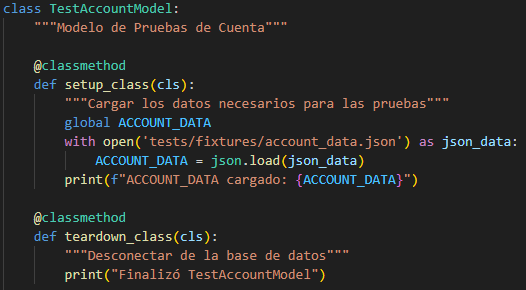 class TestAccountModel:
    """Modelo de Pruebas de Cuenta"""

    @classmethod
    def setup_class(cls):
        """Cargar los datos necesarios para las pruebas"""
        global ACCOUNT_DATA
        with open('tests/fixtures/account_data.json') as json_data:
            ACCOUNT_DATA = json.load(json_data)
        print(f"ACCOUNT_DATA cargado: {ACCOUNT_DATA}")

    @classmethod
    def teardown_class(cls):
        """Desconectar de la base de datos"""
        print("Finalizó TestAccountModel")